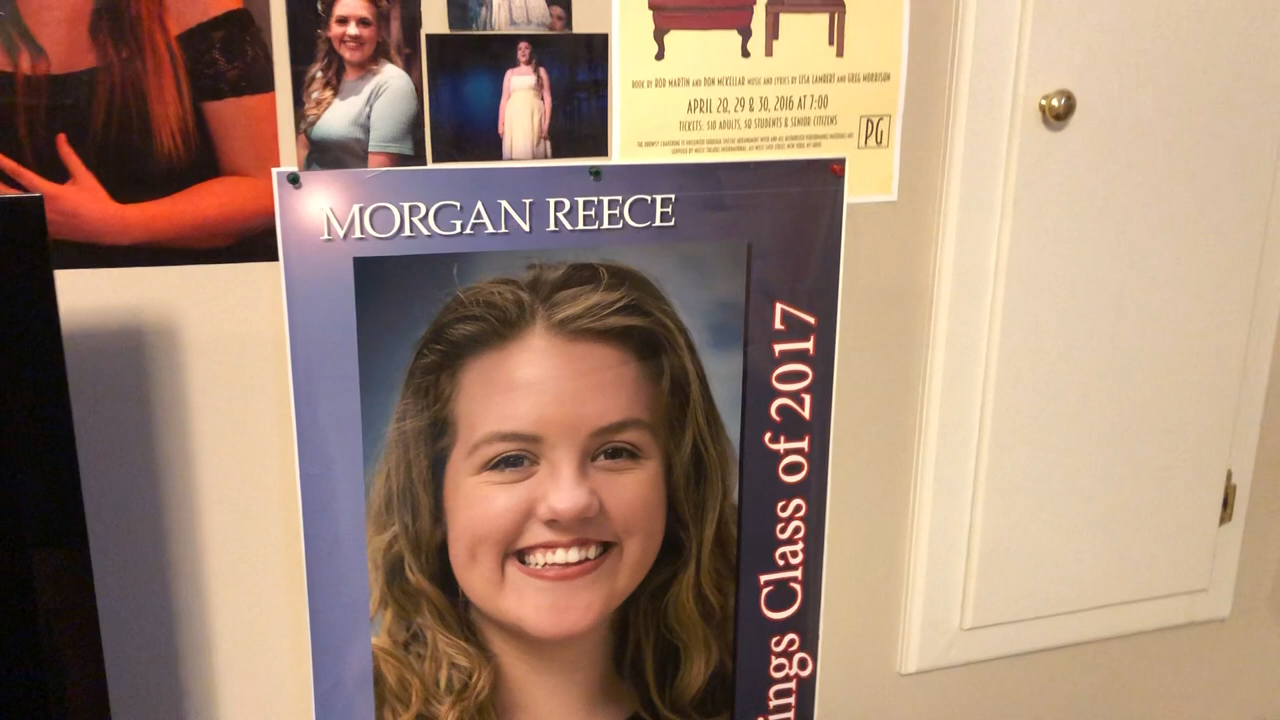 BOOK BY BOB MARTIN AND DON MCKELLAR MUSIC AND LYRICS BY LISA LAMBERT AND GREG MORRISON
APRIL 28, 29 & 30, 2016 AT 7:00
TICKETS: $10 ADULTS, $8 STUDENTS & SENIOR CITIZENS
PG
MORGAN REECE
ings Class of 2017